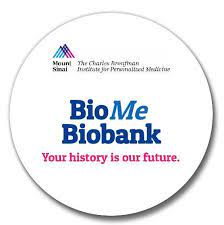 Mount
Sinai
The Charles Bronfman
Institute for Personalized Medicine
BioMe
Biobank
Your history is our future.